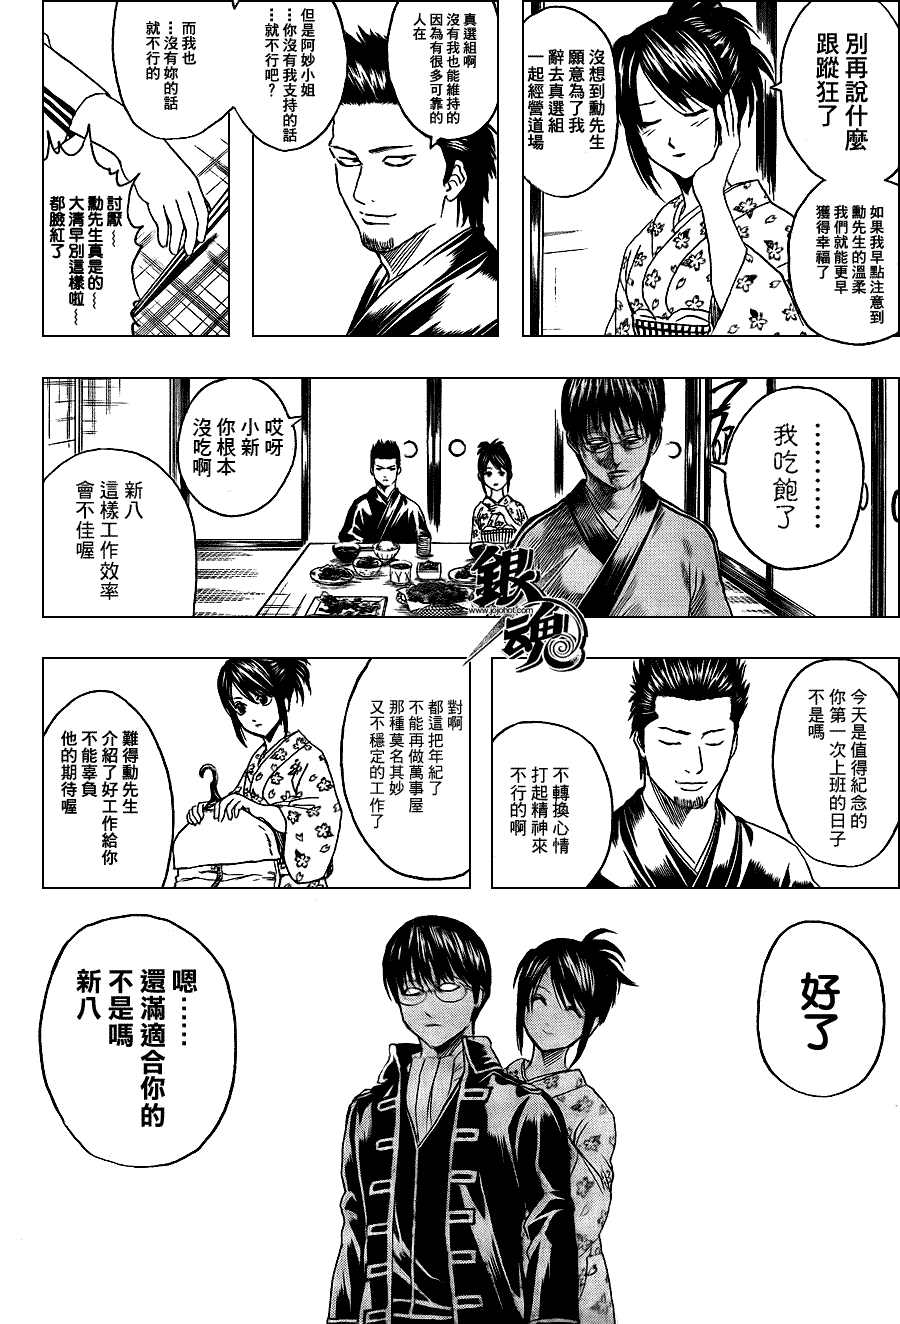 別再說什麼
跟蹤狂了
如果我早點注意到
勳先生的溫柔
我們就能更早
獲得幸福了
沒想到勳先生
願意為了我
辭去真選組
一起經營道場
真選組啊
沒有我也能維持的
因為有很多可靠的
人在
但是阿妙小姐
…你沒有我支持的話
…就不行吧?
而我也
…沒有妳的話
就不行的
討厭~
勳先生真是的~
大清早別這樣啦~
都臉紅了
…………
我吃飽了
哎呀
小新
你根本
沒吃啊
新八
這樣工作效率
會不佳喔
銀魂
www.jojohot.com
今天是值得紀念的
你第一次上班的日子
不是嗎
不轉換心情
打起精神來
不行的啊
對啊
都這把年紀了
不能再做萬事屋
那種莫名其妙
又不穩定的工作了
難得勳先生
介紹了好工作給你
不能辜負
他的期待喔
好了
嗯……
還滿適合你的
不是嗎
新八